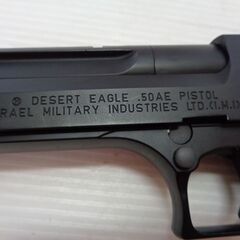 ® DESERT EAGLE .50AE PISTOL
RAEL MILITARY INDUSTRIES LTD.(I.M.I)